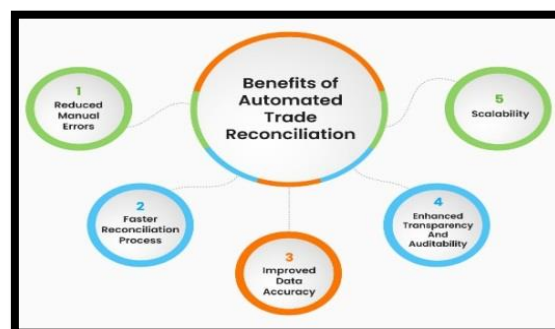 Benefits of
Automated
Trade
Reconciliation
1
Reduced
Manual
Errors
2
Faster
Reconciliation
Process
3
Improved
Data
Accuracy
4
Enhanced
Transparency
And
Auditability
5
Scalability